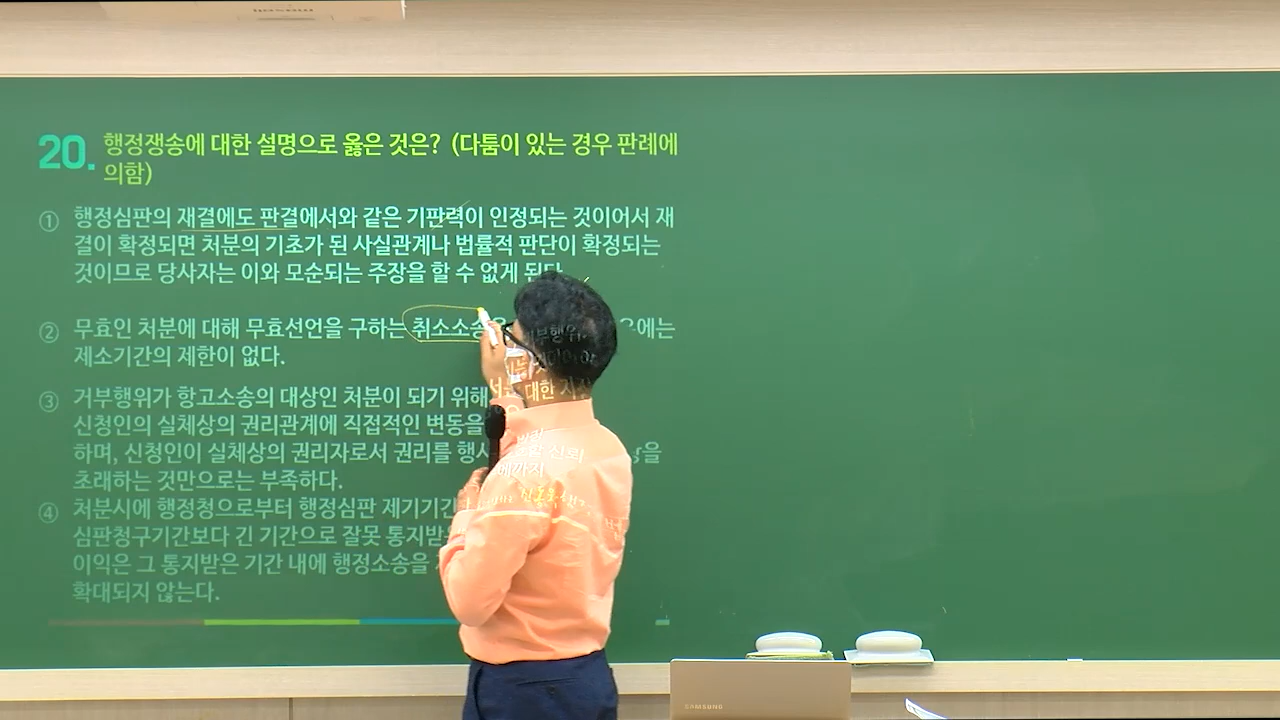 20. 행정쟁송에 대한 설명으로 옳은 것은? (다툼이 있는 경우 판례에
의함)
① 행정심판의 재결에도 판결에서와 같은 기판력이 인정되는 것이어서 재
결이 확정되면 처분의 기초가 된 사실관계나 법률적 판단이 확정되는
것이므로 당사자는 이와 모순되는 주장을 할 수 없게 된다.
② 무효인 처분에 대해 무효선언을 구하는 취소소송 에는
제소기간의 제한이 없다.
③ 거부행위가 항고소송의 대상인 처분이 되기 위해
신청인의 실체상의 권리관계에 직접적인 변동을
하며, 신청인이 실체상의 권리자로서 권리를 행사 을
초래하는 것만으로는 부족하다.
④ 처분시에 행정청으로부터 행정심판 제기기간
심판청구기간보다 긴 기간으로 잘못 통지받
이익은 그 통지받은 기간 내에 행정소송을
확대되지 않는다.
SAMSUNG